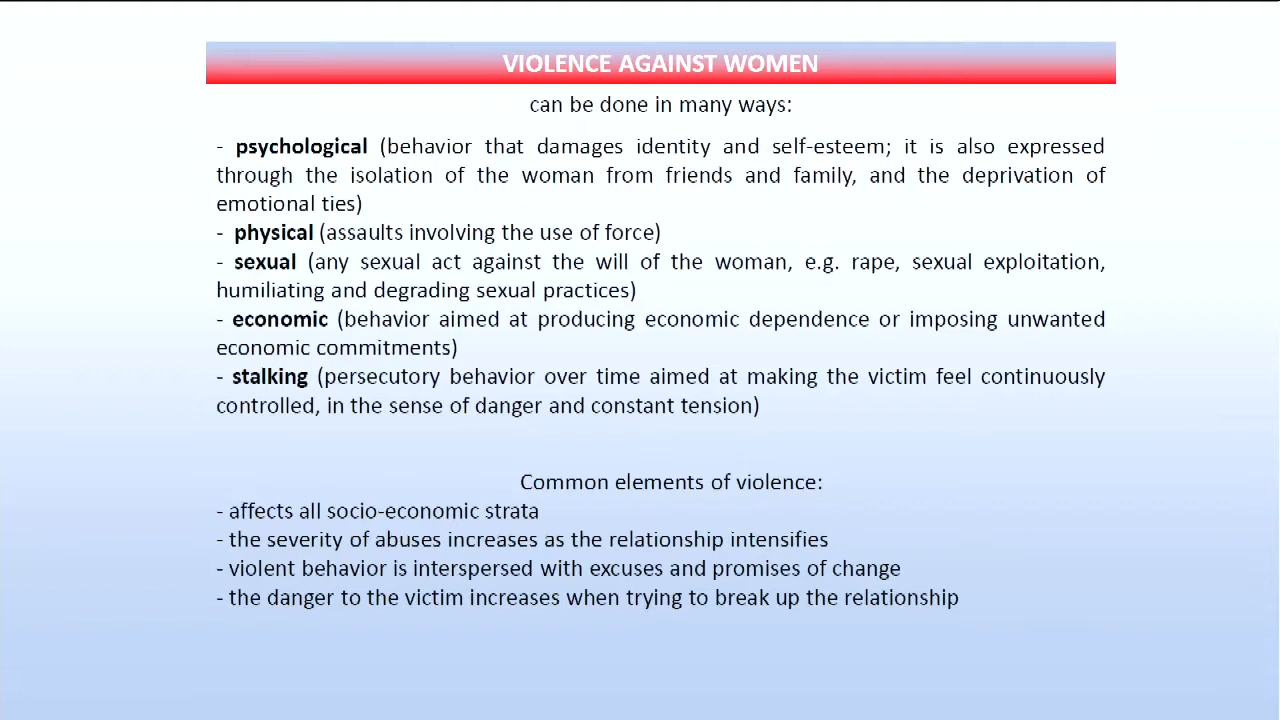 VIOLENCE AGAINST WOMEN
can be done in many ways:
- psychological (behavior that damages identity and self-esteem; it is also expressed
through the isolation of the woman from friends and family, and the deprivation of
emotional ties)
- physical (assaults involving the use of force)
- sexual (any sexual act against the will of the woman, e.g. rape, sexual exploitation,
humiliating and degrading sexual practices)
- economic (behavior aimed at producing economic dependence or imposing unwanted
economic commitments)
- stalking (persecutory behavior over time aimed at making the victim feel continuously
controlled, in the sense of danger and constant tension)
Common elements of violence:
- affects all socio-economic strata
- the severity of abuses increases as the relationship intensifies
- violent behavior is interspersed with excuses and promises of change
- the danger to the victim increases when trying to break up the relationship